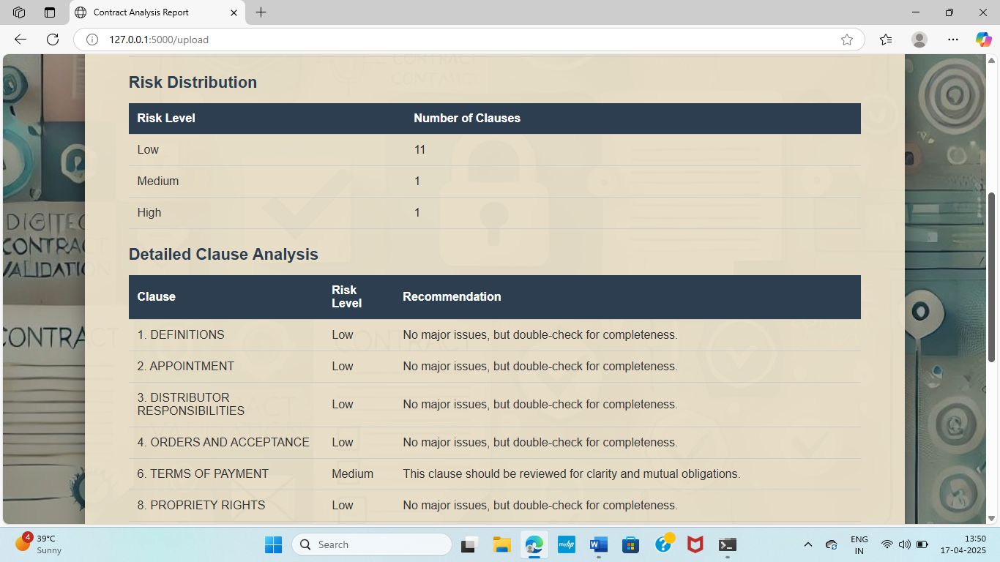 Contract Analysis Report
127.0.0.1:5000/upload
Risk Distribution
Risk Level Number of Clauses
Low 11
Medium 1
High 1
Detailed Clause Analysis
Clause Risk Level Recommendation
1. DEFINITIONS Low No major issues, but double-check for completeness.
2. APPOINTMENT Low No major issues, but double-check for completeness.
3. DISTRIBUTOR RESPONSIBILITIES Low No major issues, but double-check for completeness.
4. ORDERS AND ACCEPTANCE Low No major issues, but double-check for completeness.
6. TERMS OF PAYMENT Medium This clause should be reviewed for clarity and mutual obligations.
8. PROPRIETY RIGHTS Low No major issues, but double-check for completeness.
DIGITEC
CONTRACT
VALIDATION
CONTRACT
4
39°C
Sunny
Search
myhp
ENG
IN
13:50
17-04-2025